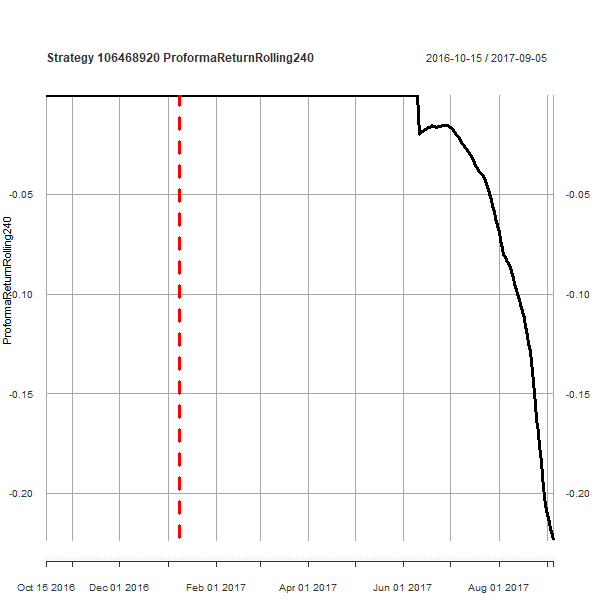 Strategy 106468920 ProformaReturnRolling240
2016-10-15 / 2017-09-05
ProformaReturnRolling240
-0.05 -0.05
-0.10 -0.10
-0.15 -0.15
-0.20 -0.20
Oct 15 2016 Dec 01 2016 Feb 01 2017 Apr 01 2017 Jun 01 2017 Aug 01 2017